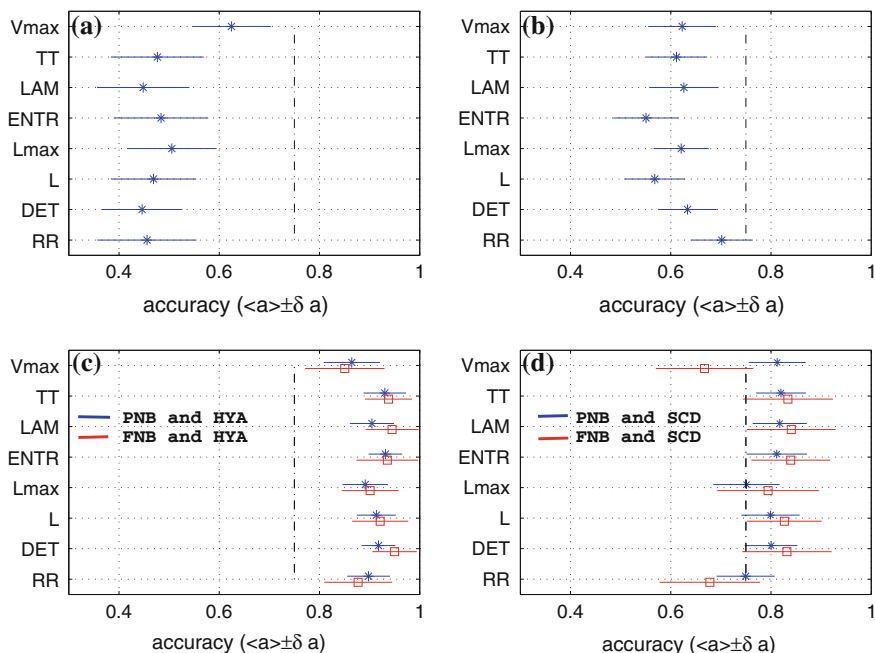 (a)
Vmax
TT
LAM
ENTR
Lmax
L
DET
RR
0.4
0.6
0.8
1
accuracy (<a>±δ a)
(b)
Vmax
TT
LAM
ENTR
Lmax
L
DET
RR
0.4
0.6
0.8
1
accuracy (<a>±δ a)
(c)
Vmax
TT
LAM
ENTR
Lmax
L
DET
RR
PNB and HYA
FNB and HYA
0.4
0.6
0.8
1
accuracy (<a>±δ a)
(d)
Vmax
TT
LAM
ENTR
Lmax
L
DET
RR
PNB and SCD
FNB and SCD
0.4
0.6
0.8
1
accuracy (<a>±δ a)